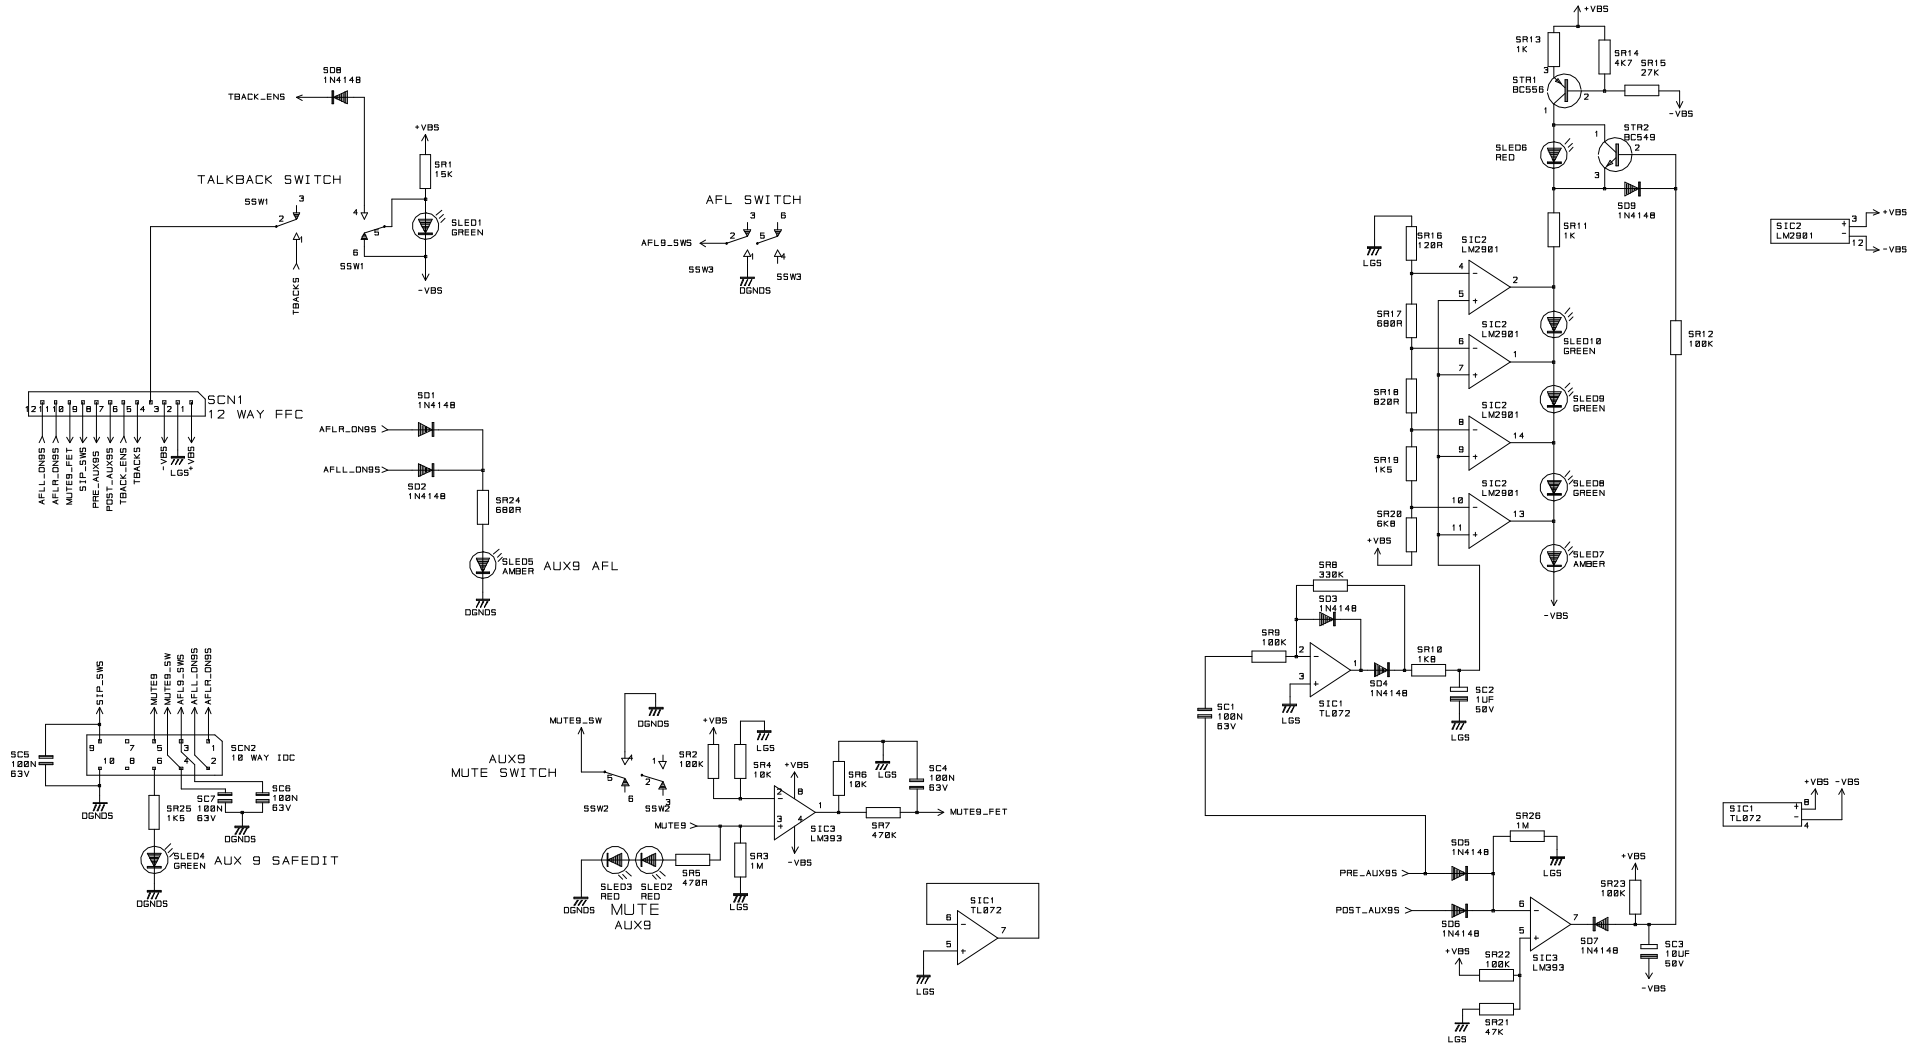 +VBS
SR13
1K
SR14
4K7
SR15
27K
3
STR1
BC556
2
1
-VBS
SD8
1N4148
TBACK_ENS
+VBS
SR1
15K
STR2
BC549
1
2
3
SLED6
RED
SD9
1N4148
TALKBACK SWITCH
SSW1
3
2
1
TBACKS
4
5
6
SSW1
SLED1
GREEN
-VBS
AFL SWITCH
3
6
2
5
AFL9_SWS
1
4
SSW3
SSW3
DGNDS
SR11
1K
SIC2
LM2901
+
-
3
12
+VBS
-VBS
LGS
SR16
120R
SIC2
LM2901
4
-
5
+
2
SR17
680R
SLED10
GREEN
SIC2
LM2901
6
-
7
+
1
SR12
100K
SR18
820R
SLED9
GREEN
SIC2
LM2901
8
-
9
+
14
SR19
1K5
SLED8
GREEN
SIC2
LM2901
10
-
11
+
13
SR20
6K8
+VBS
SLED7
AMBER
-VBS
SCN1
12 WAY FFC
12 11 10 9 8 7 6 5 4 3 2 1
AFLL_ON9S
AFLR_ON9S
MUTE9_FET
SIP_SWS
PRE_AUX9S
POST_AUX9S
TBACK_ENS
TBACKS
-VBS
LGS
+VBS
SD1
1N4148
AFLR_ON9S
AFLL_ON9S
SD2
1N4148
SR24
680R
SLED5
AMBER
AUX9 AFL
DGNDS
SR8
330K
SD3
1N4148
SR9
100K
2
-
3
+
1
SIC1
TL072
LGS
SD4
1N4148
SR10
1K8
SC2
1UF
50V
LGS
SC1
100N
63V
SIP_SWS
MUTE9
MUTE9_SW
AFL9_SWS
AFLL_ON9S
AFLR_ON9S
SC5
100N
63V
9 7 5 3 1
10 8 6 4 2
SCN2
10 WAY IDC
DGNDS
SR25
1K5
SC7
100N
63V
SC6
100N
63V
DGNDS
SLED4
GREEN
AUX 9 SAFEDIT
DGNDS
MUTE9_SW
DGNDS
AUX9
MUTE SWITCH
4
5
6
SSW2
1
2
3
SSW2
+VBS
SR2
100K
SR4
10K
LGS
+VBS
8
2
-
3
+
4
1
SIC3
LM393
-VBS
MUTE9
SR3
1M
LGS
SR5
470R
SLED3
RED
SLED2
RED
DGNDS
MUTE
AUX9
SR6
10K
LGS
SC4
100N
63V
SR7
470K
MUTE9_FET
SIC1
TL072
6
-
5
+
7
LGS
SIC1
TL072
+
-
8
4
+VBS
-VBS
SR26
1M
LGS
SD5
1N4148
PRE_AUX9S
POST_AUX9S
SD6
1N4148
6
-
5
+
7
SIC3
LM393
SD7
1N4148
+VBS
SR23
100K
SC3
10UF
50V
-VBS
+VBS
SR22
100K
LGS
SR21
47K